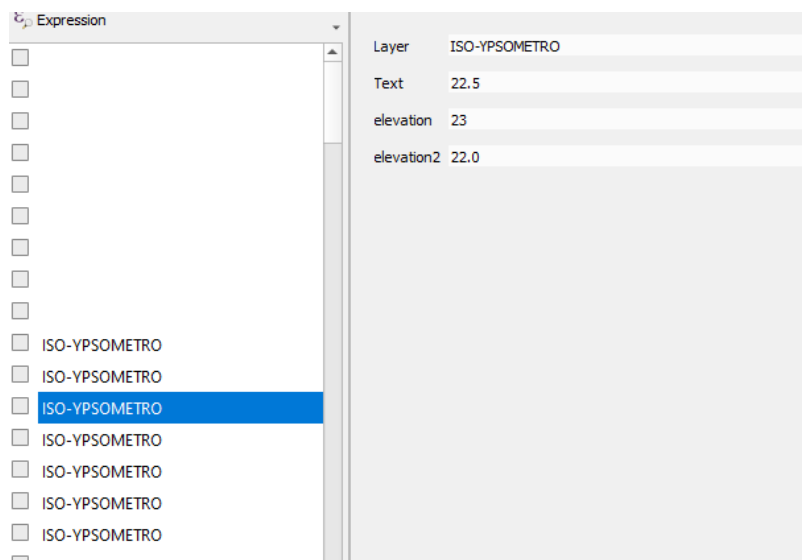 Expression
ISO-YPSOMETRO
ISO-YPSOMETRO
ISO-YPSOMETRO
ISO-YPSOMETRO
ISO-YPSOMETRO
ISO-YPSOMETRO
ISO-YPSOMETRO
Layer ISO-YPSOMETRO
Text 22.5
elevation 23
elevation2 22.0